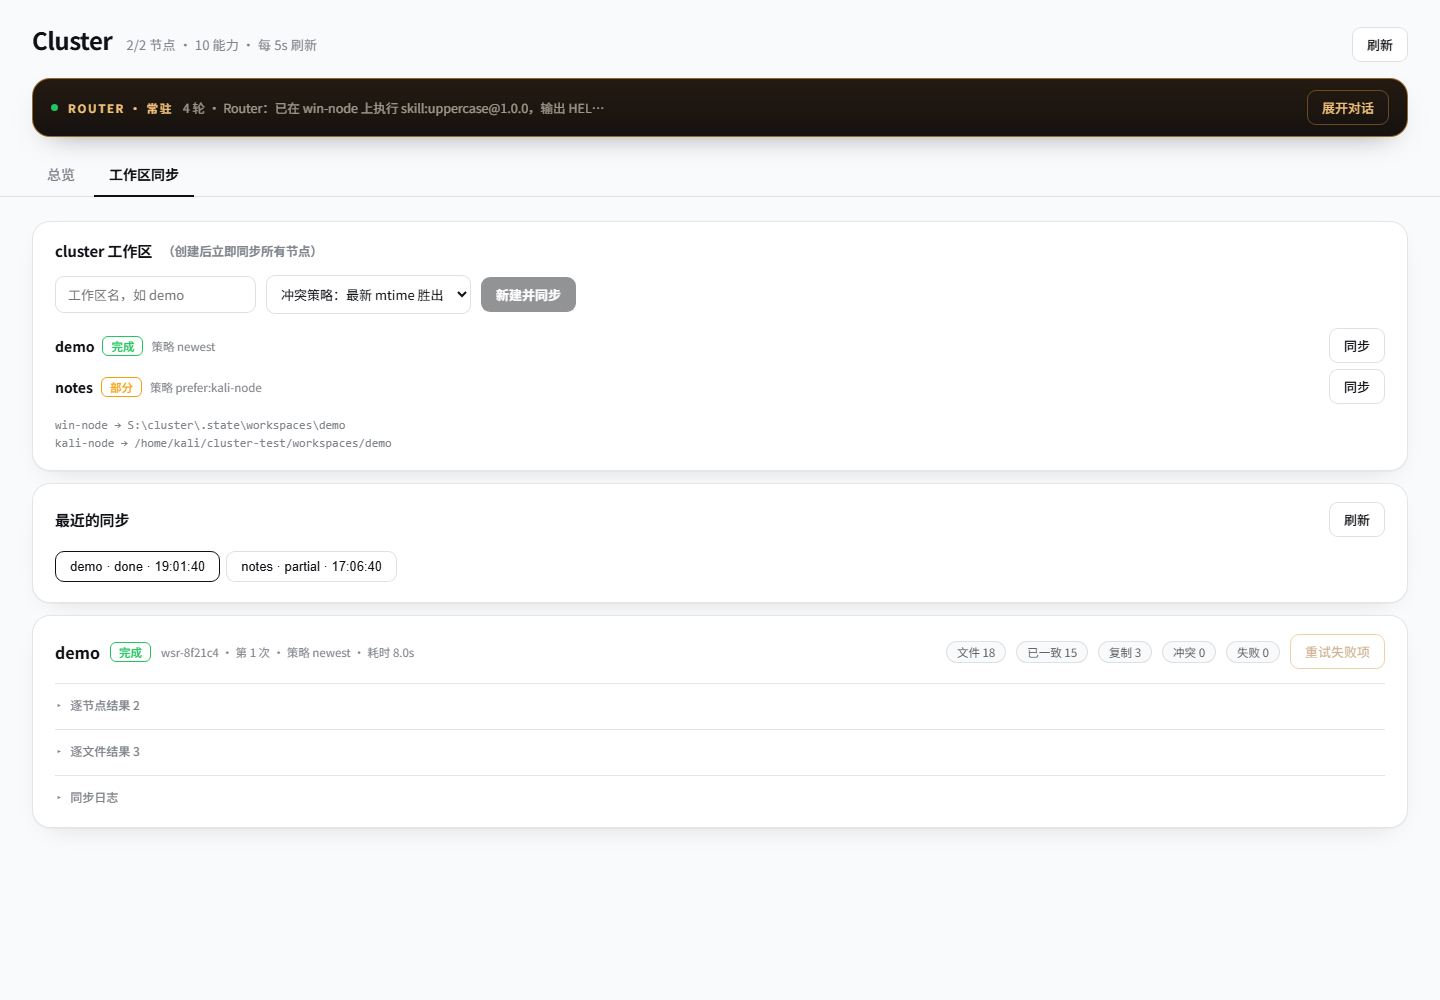 Cluster 2/2 节点 • 10 能力 • 每 5s 刷新
刷新
ROUTER • 常驻 4 轮 • Router：已在 win-node 上执行 skill:uppercase@1.0.0，输出 HEL…
展开对话
总览 工作区同步
cluster 工作区 （创建后立即同步所有节点）
工作区名，如 demo 冲突策略：最新 mtime 胜出 新建并同步
demo 完成 策略 newest 同步
notes 部分 策略 prefer:kali-node 同步
win-node → S:\cluster\.state\workspaces\demo
kali-node → /home/kali/cluster-test/workspaces/demo
最近的同步 刷新
demo · done · 19:01:40 notes · partial · 17:06:40
demo 完成 wsr-8f21c4 • 第 1 次 • 策略 newest • 耗时 8.0s 文件 18 已一致 15 复制 3 冲突 0 失败 0 重试失败项
逐节点结果 2
逐文件结果 3
同步日志